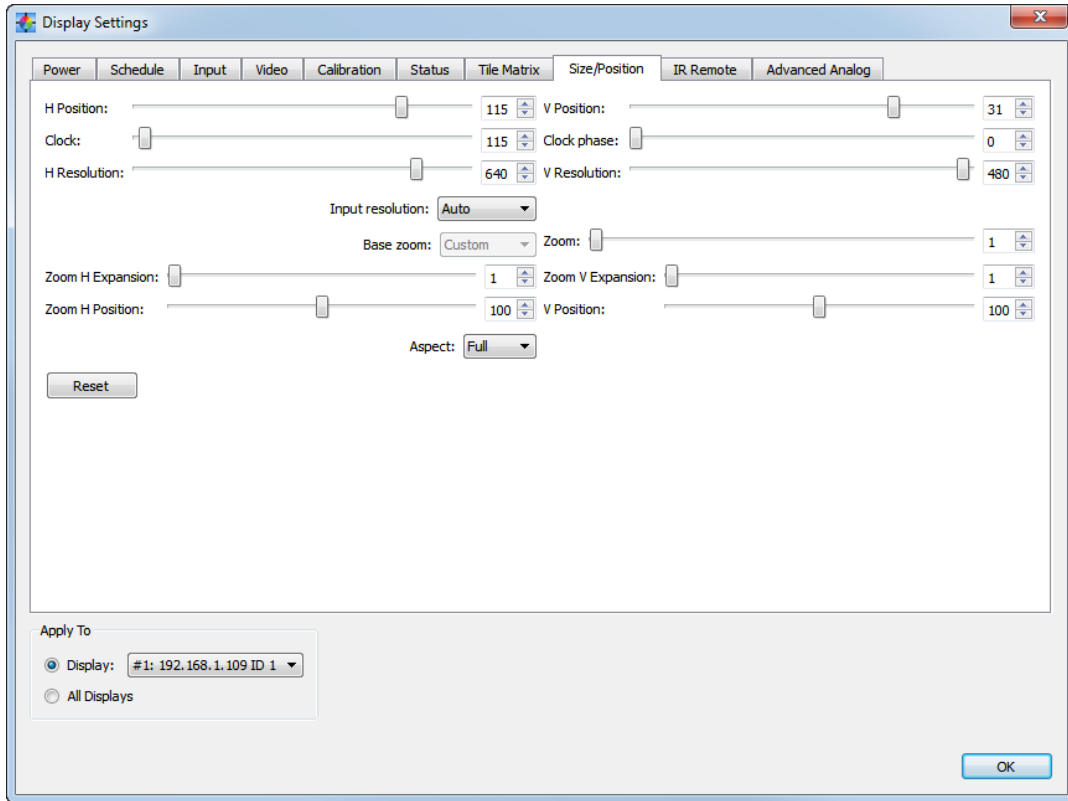 Display Settings
Power Schedule Input Video Calibration Status Tile Matrix Size/Position IR Remote Advanced Analog
H Position: 115 V Position: 31
Clock: 115 Clock phase: 0
H Resolution: 640 V Resolution: 480
Input resolution: Auto
Base zoom: Custom Zoom: 1
Zoom H Expansion: 1 Zoom V Expansion: 1
Zoom H Position: 100 V Position: 100
Aspect: Full
Reset
Apply To
Display: #1: 192.168.1.109 ID 1
All Displays
OK